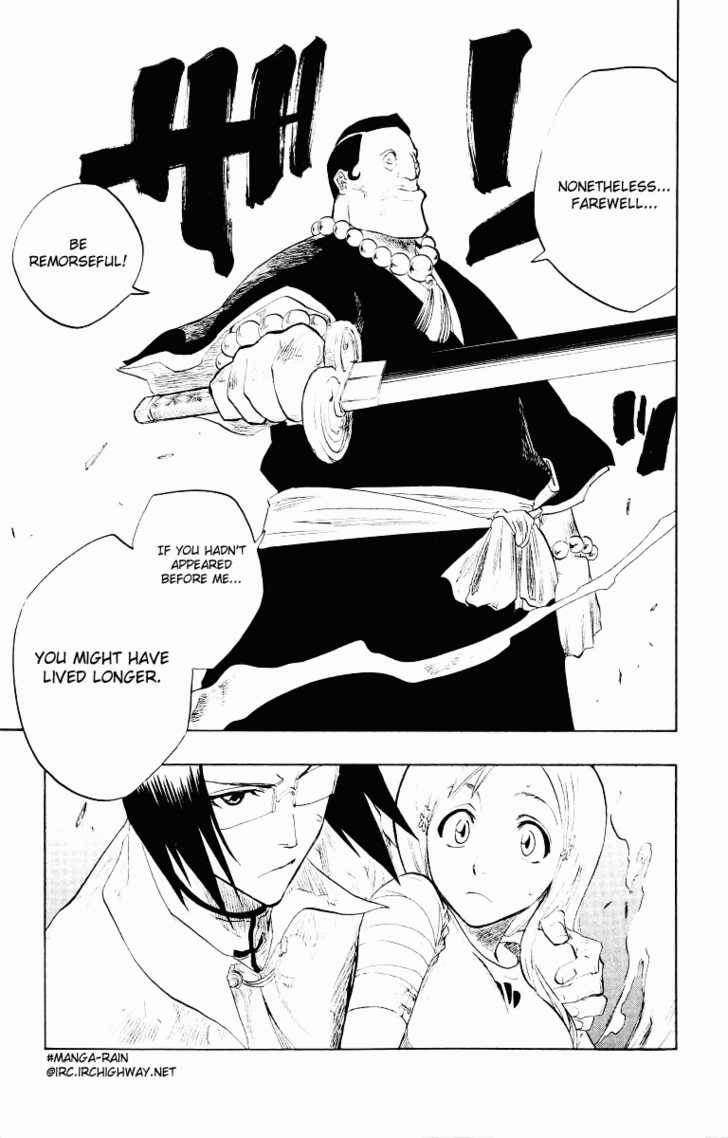 NONETHELESS...
FAREWELL...
BE
REMORSEFUL!
IF YOU HADN'T
APPEARED
BEFORE ME...
YOU MIGHT HAVE
LIVED LONGER.
#MANGA-RAIN
@IRC.IRCHIGHWAY.NET